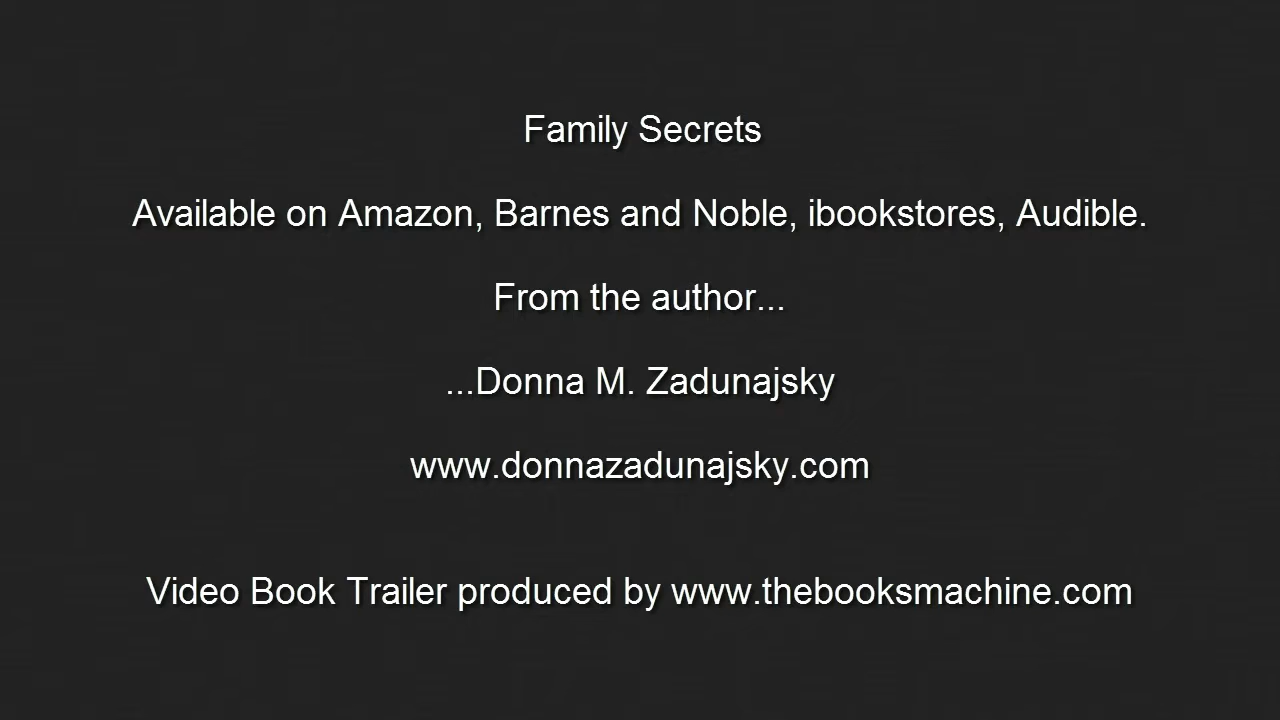 Family Secrets
Available on Amazon, Barnes and Noble, ibookstores, Audible.
From the author...
...Donna M. Zadunajsky
www.donnazadunajsky.com
Video Book Trailer produced by www.thebooksmachine.com